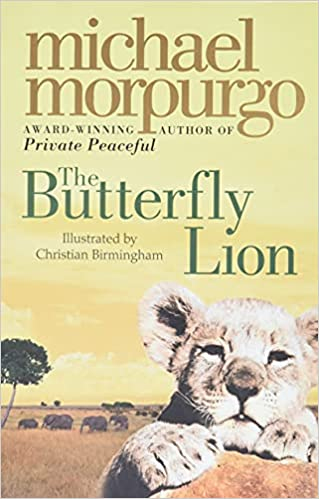 michael
morpurgo
AWARD-WINNING AUTHOR OF
Private Peaceful
The
Butterfly
Lion
Illustrated by
Christian Birmingham